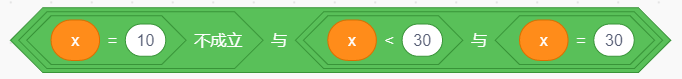 x = 10 不成立 与 x < 30 与 x = 30